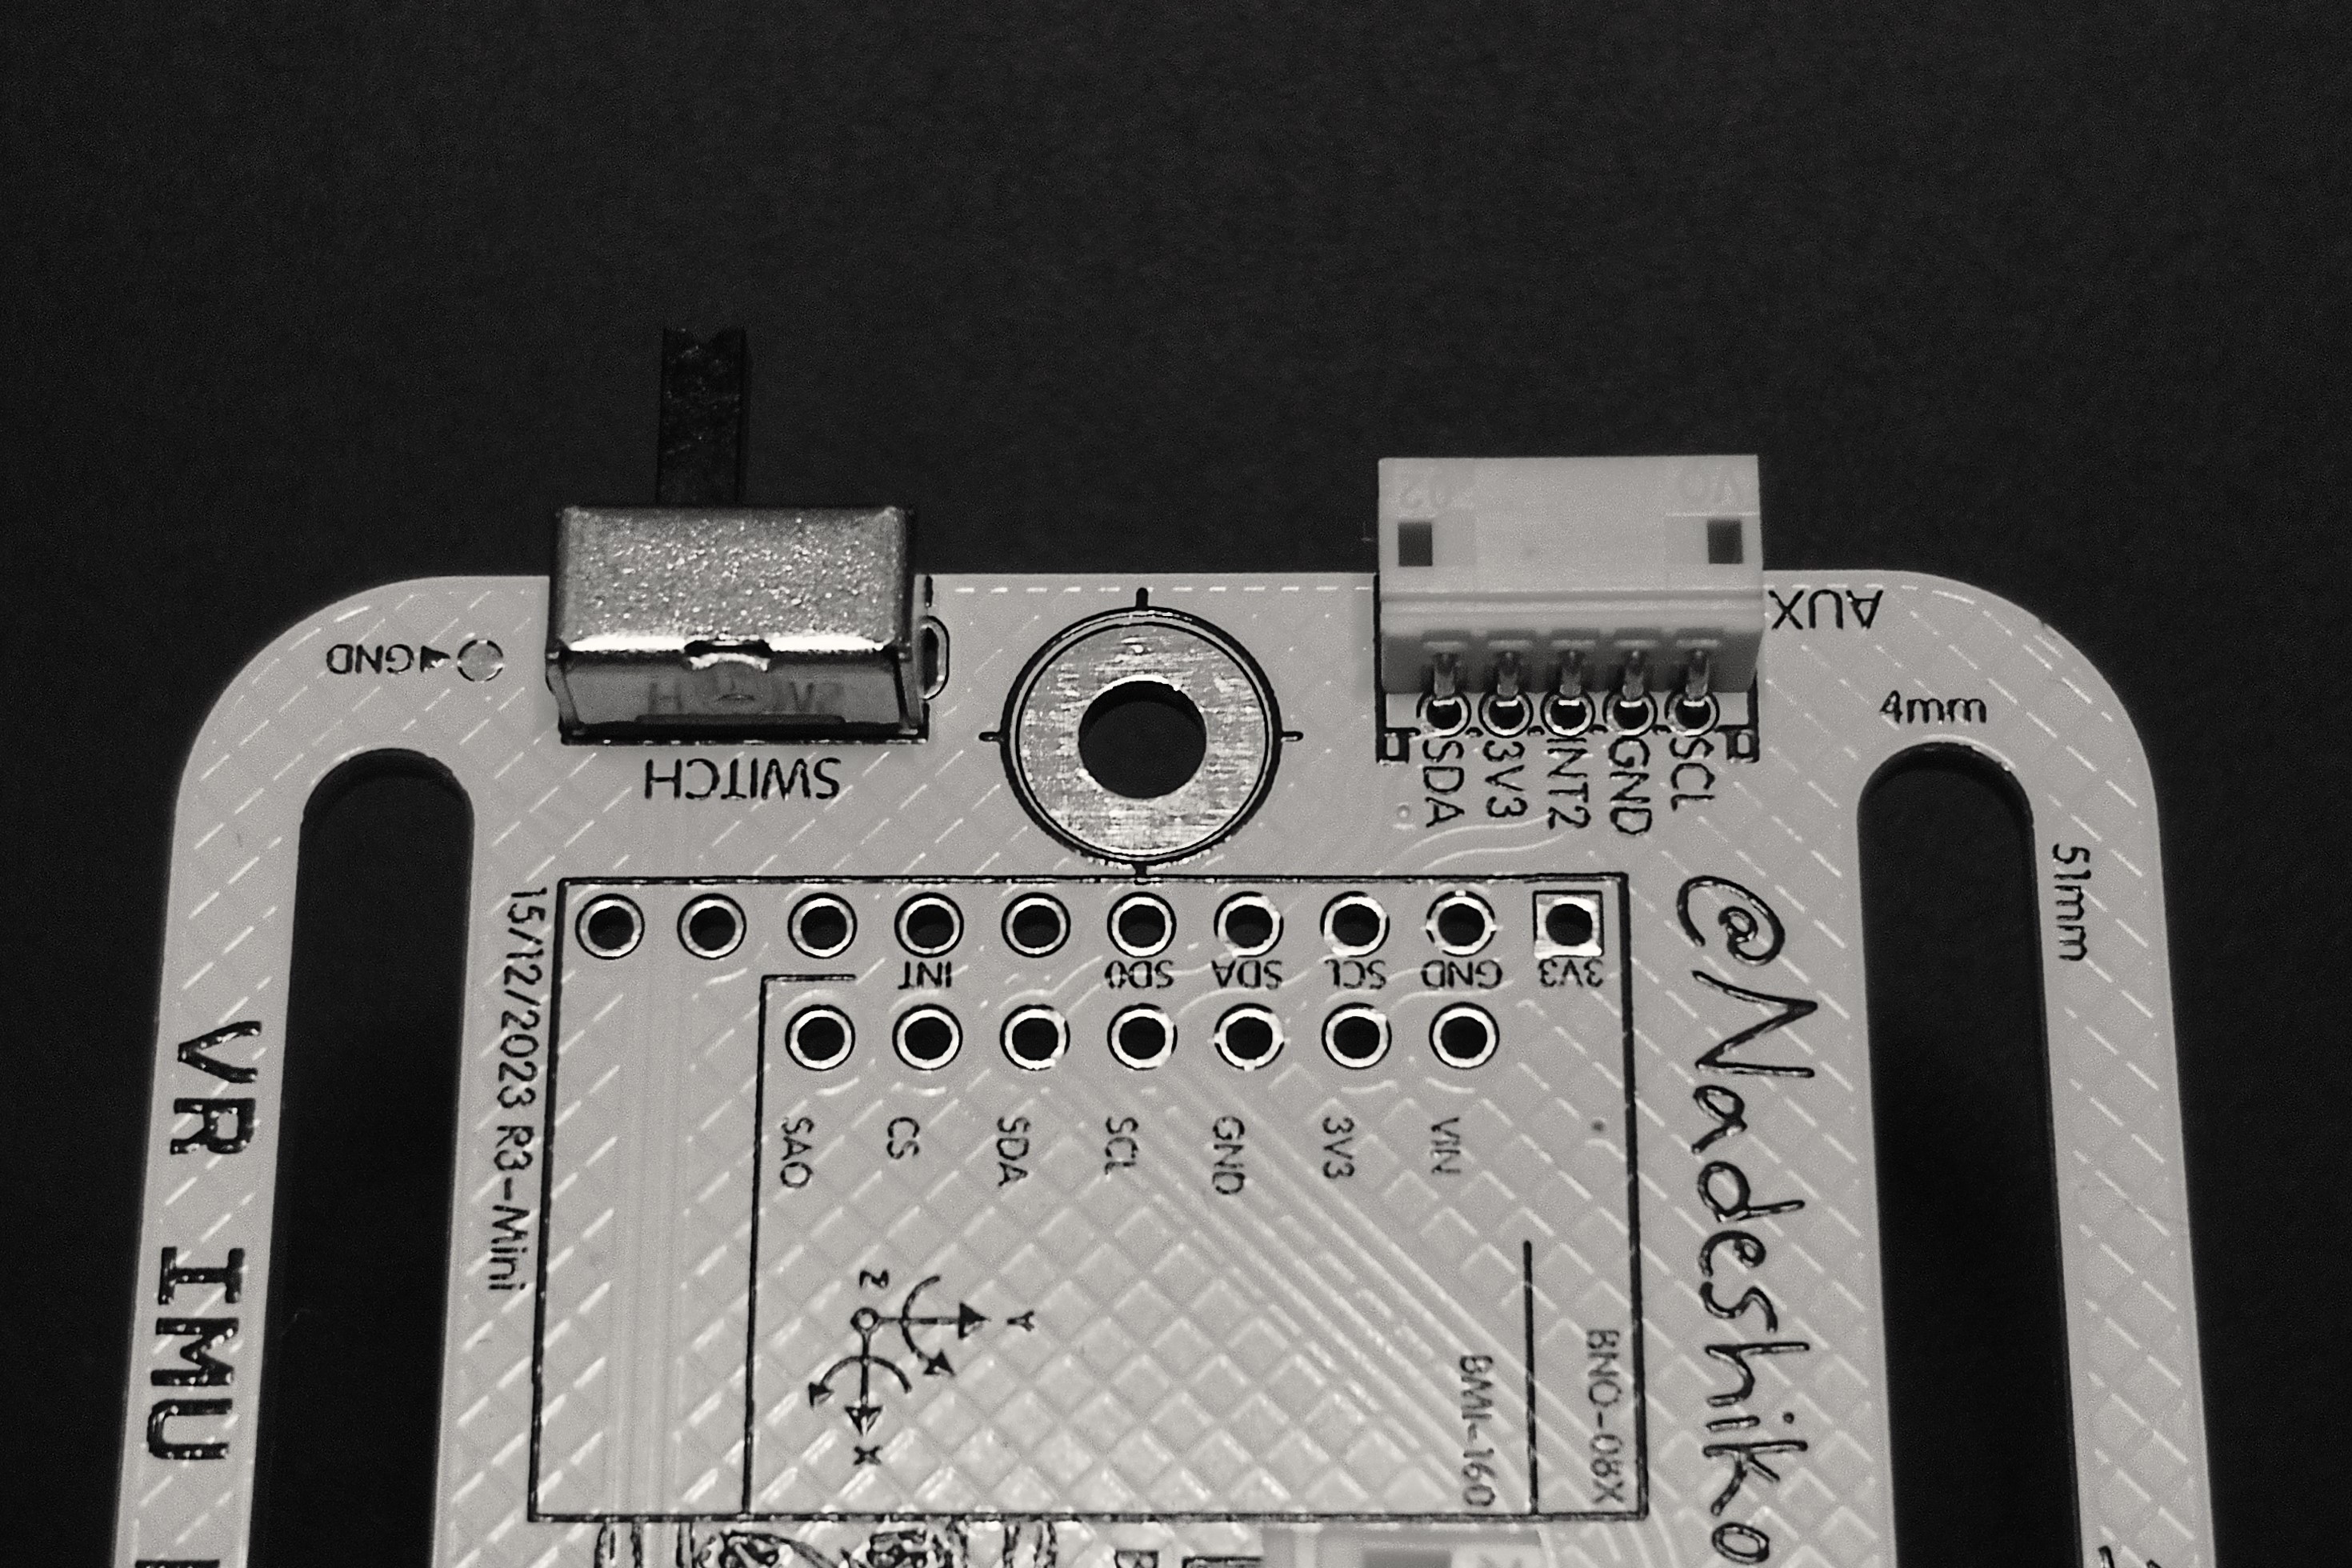 GND
SWITCH
AUX
4mm
51mm
SDA
3V3
INT2
GND
SCL
INT
SDO
SDA
SCL
GND
3V3
SAO
CS
SDA
SCL
GND
3V3
VIN
15/12/2023 R3-Mini
VR IMU
@Nadeshiko
Z
Y
X
BMI-160
BNO-08X